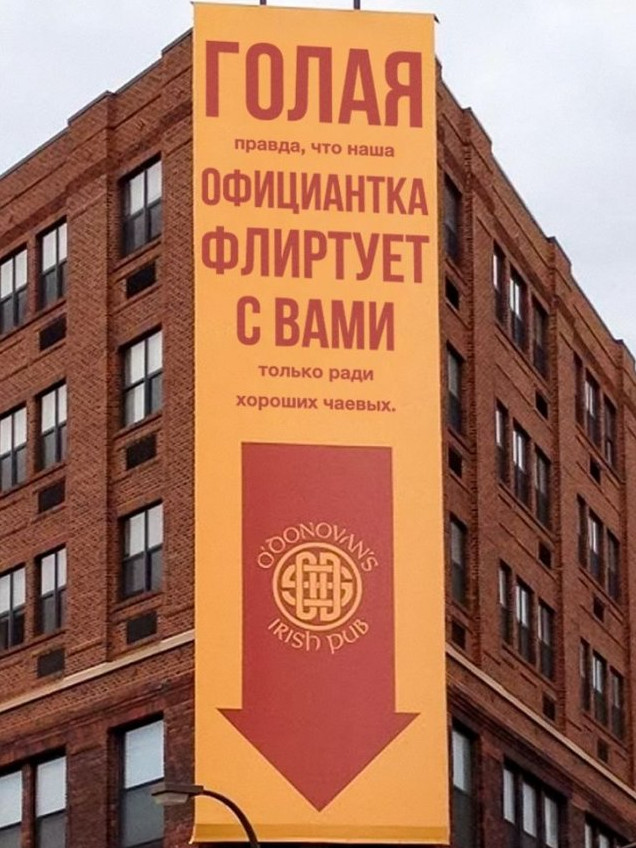 ГОЛАЯ
правда, что наша
ОФИЦИАНТКА
ФЛИРТУЕТ
С ВАМИ
только ради
хороших чаевых.
O'DONOVAN'S
IRISH PUB